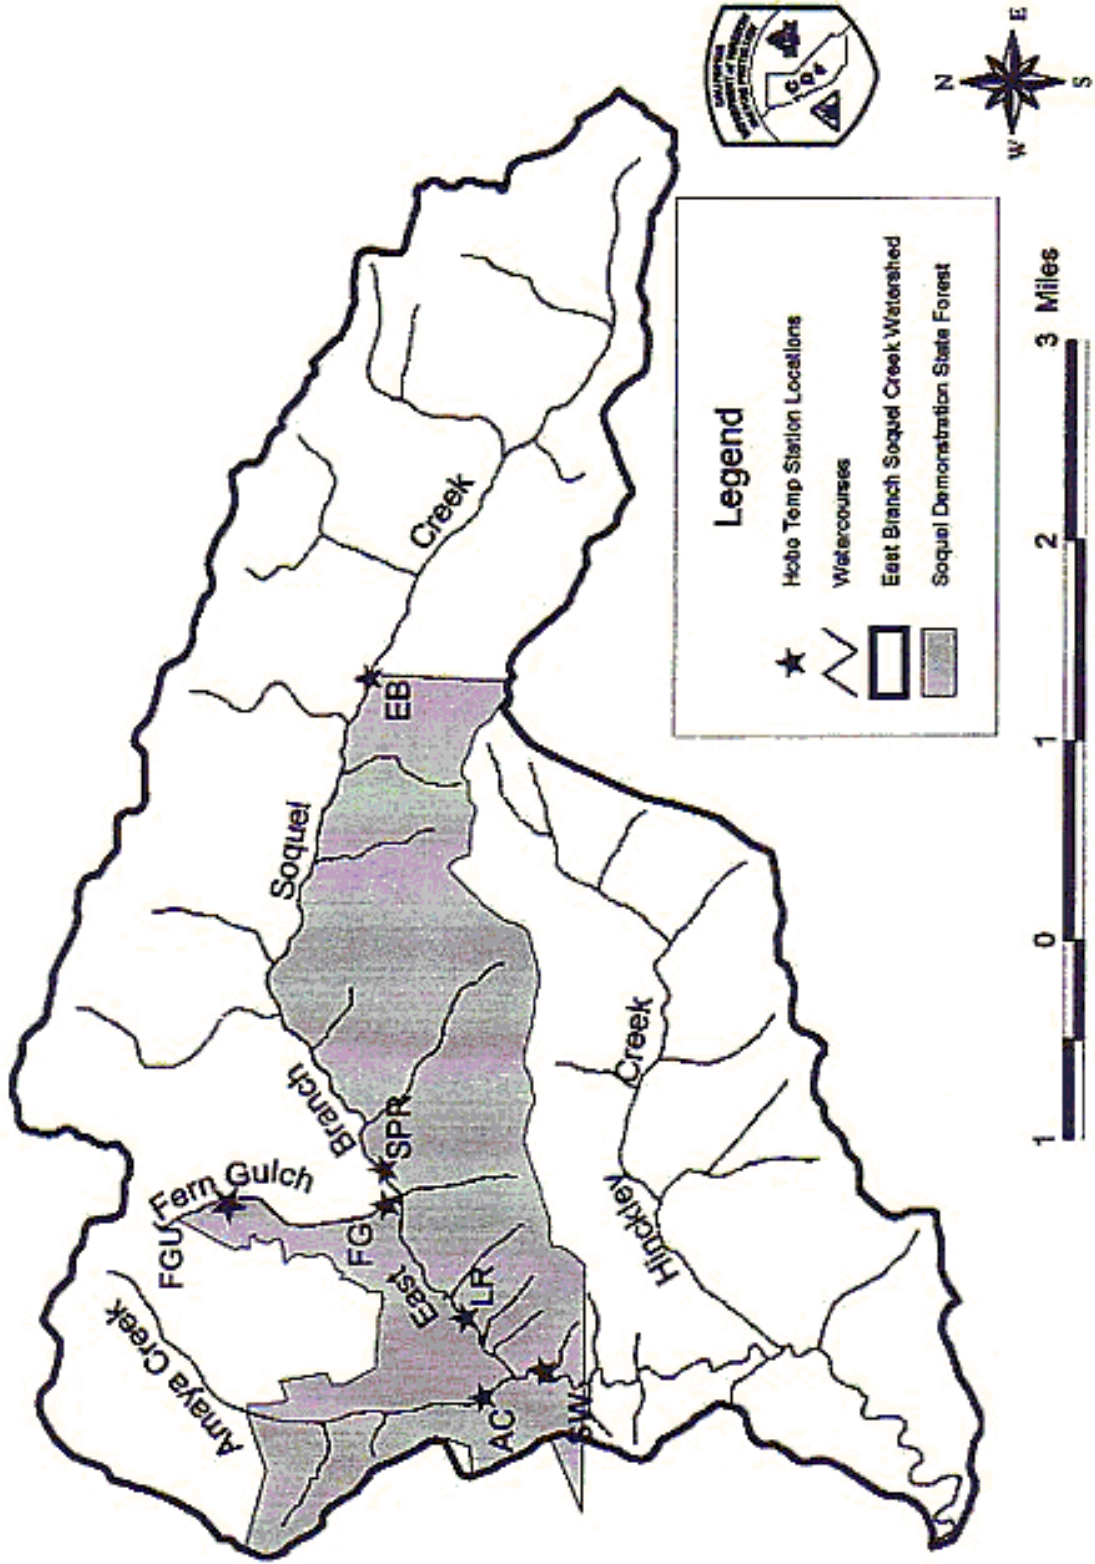 Amaya Creek
FGU
Fern Gulch
FG
SPR
Branch
East
LR
AC
SW
Soquel
EB
Creek
Hinckley
Creek
Legend
Hobo Temp Station Locations
Watercourses
East Branch Soquel Creek Watershed
Soquel Demonstration State Forest
CDF
N
W
E
S
1
0
1
2
3
Miles